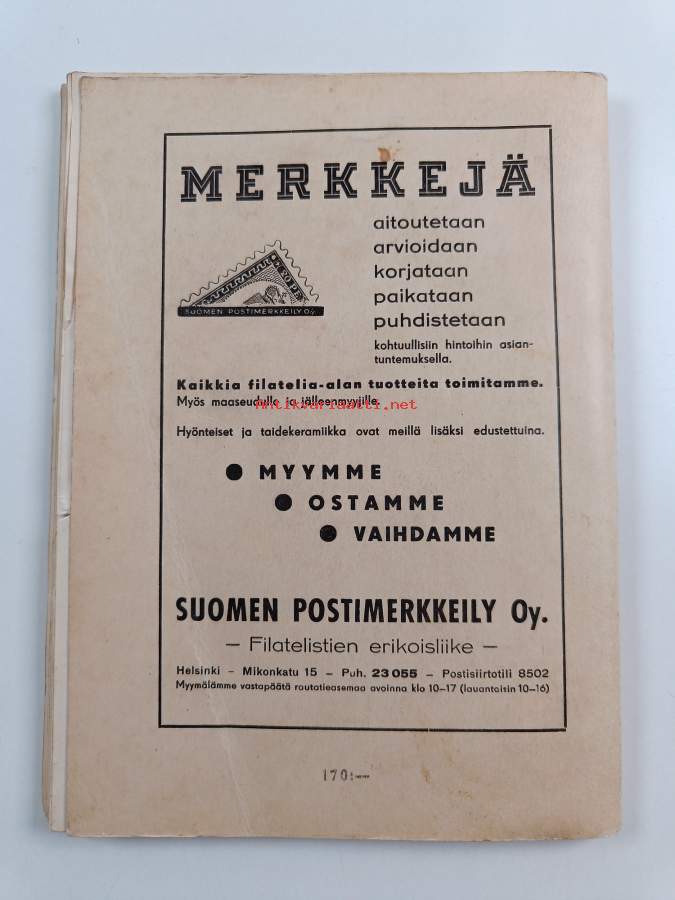 MERKKEJÄ
aitoutetaan
arvioidaan
korjataan
paikataan
puhdistetaan
kohtuullisiin hintoihin asian-
tuntemuksella.
SUOMEN POSTIMERKKEILY Oy
Kaikkia filatelia-alan tuotteita toimitamme.
Myös maaseudulle ja jälleenmyyjille.
Antikvariaatti.net
Hyönteiset ja taidekeramiikka ovat meillä lisäksi edustettuina.
● MYYMME
● OSTAMME
● VAIHDAMME
SUOMEN POSTIMERKKEILY Oy.
– Filatelistien erikoisliike –
Helsinki – Mikonkatu 15 – Puh. 23 055 – Postisiirtotili 8502
Myymälämme vastapäätä rautatieasemaa avoinna klo 10–17 (lauantaisin 10–16)
170:—